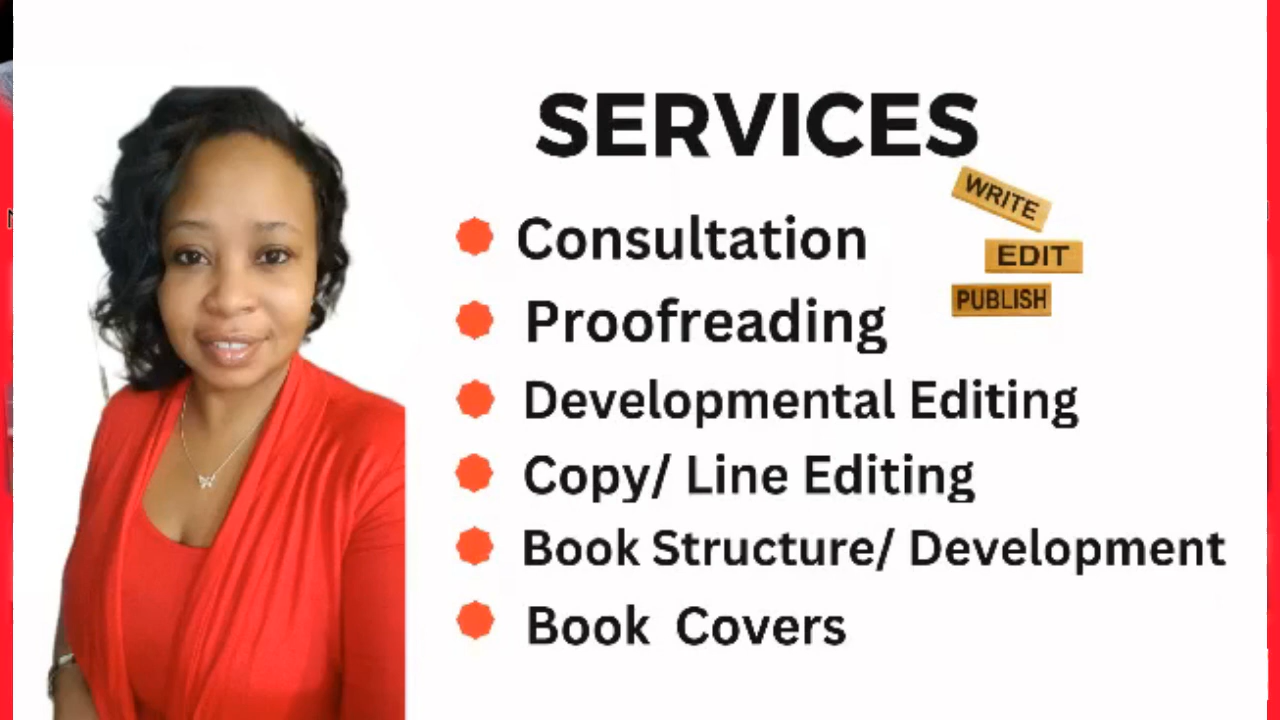 SERVICES
WRITE
Consultation
EDIT
PUBLISH
Proofreading
Developmental Editing
Copy/ Line Editing
Book Structure/ Development
Book Covers